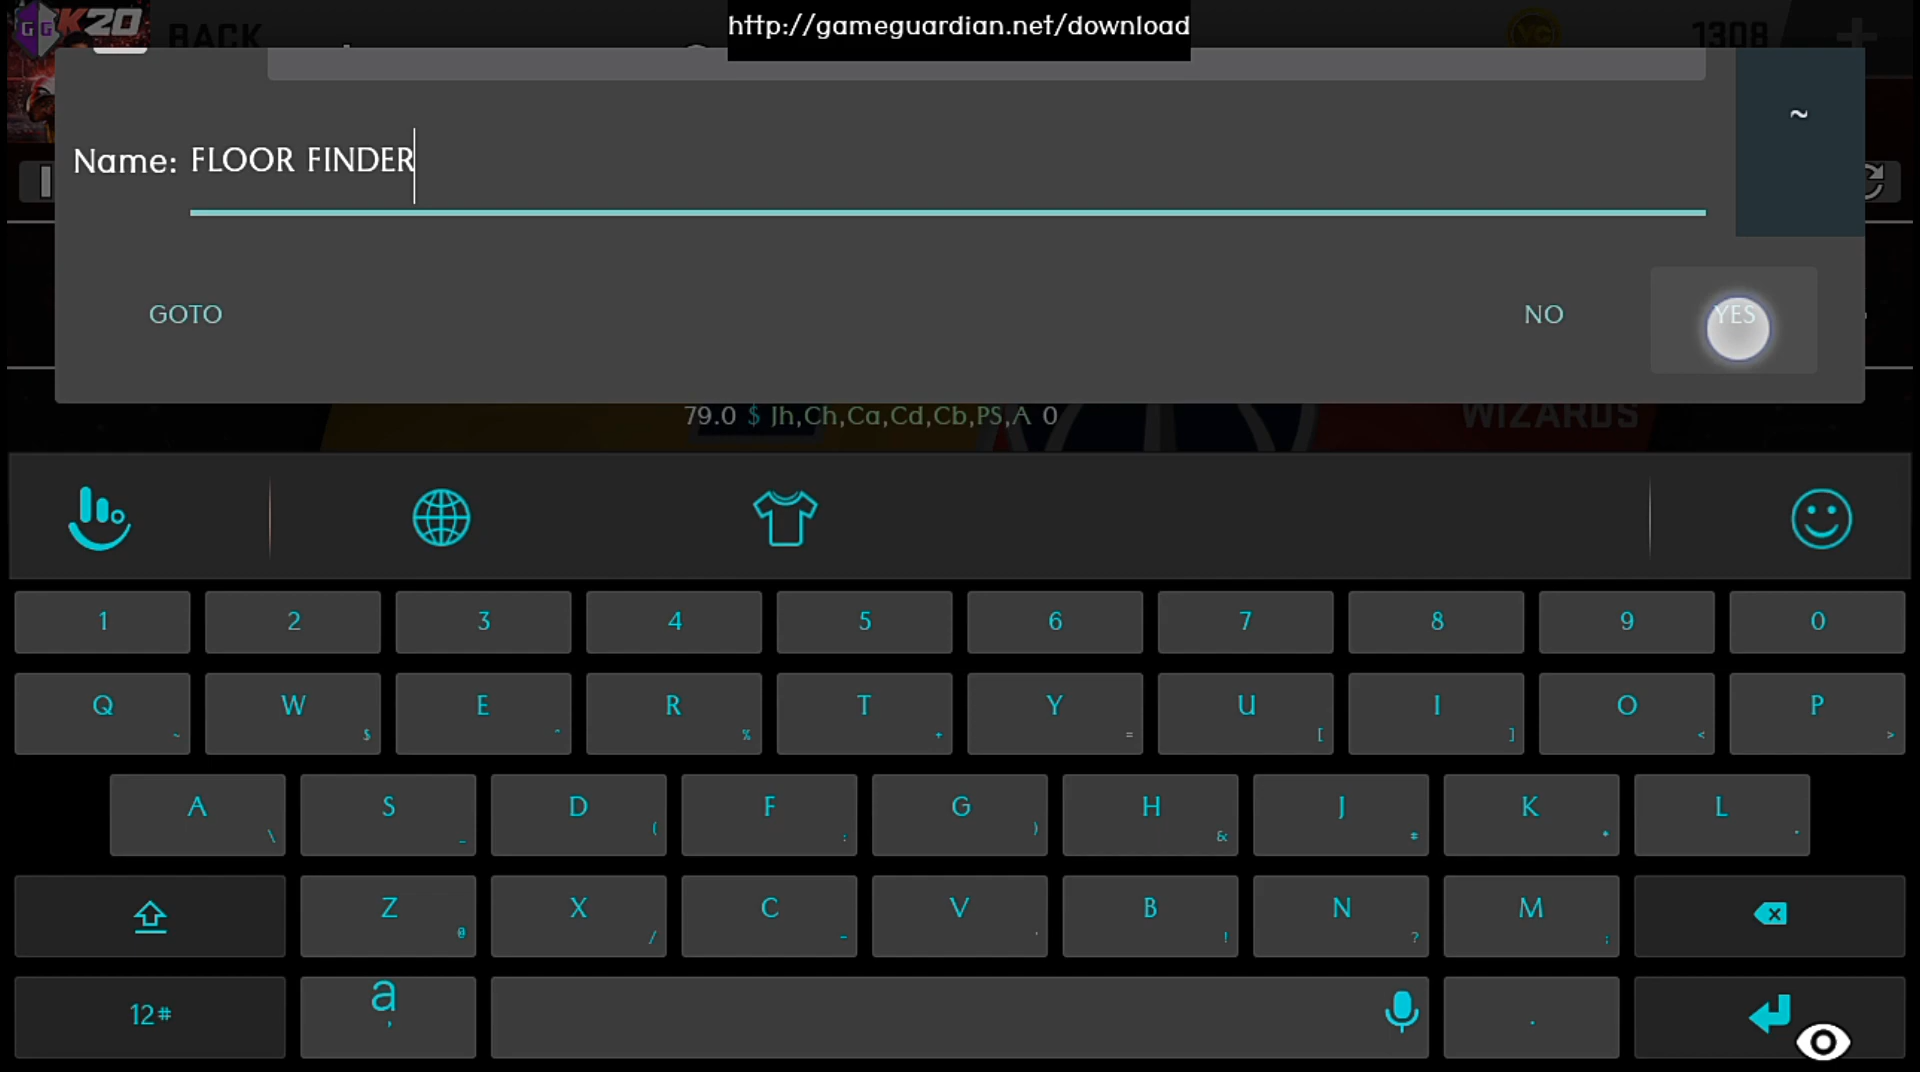 http://gameguardian.net/download
K20
BACK
1308
Name: FLOOR FINDER
~
GOTO
NO
YES
79.0 $ Jh,Ch,Ca,Cd,Cb,PS,A 0
WIZARDS
1 2 3 4 5 6 7 8 9 0
Q W E R T Y U I O P
~ $ ^ % + = [ ] < >
A S D F G H J K L
\ _ ( : ) &
Z X C V B N M
@ / - ' ! ? ;
12#
a
,
.